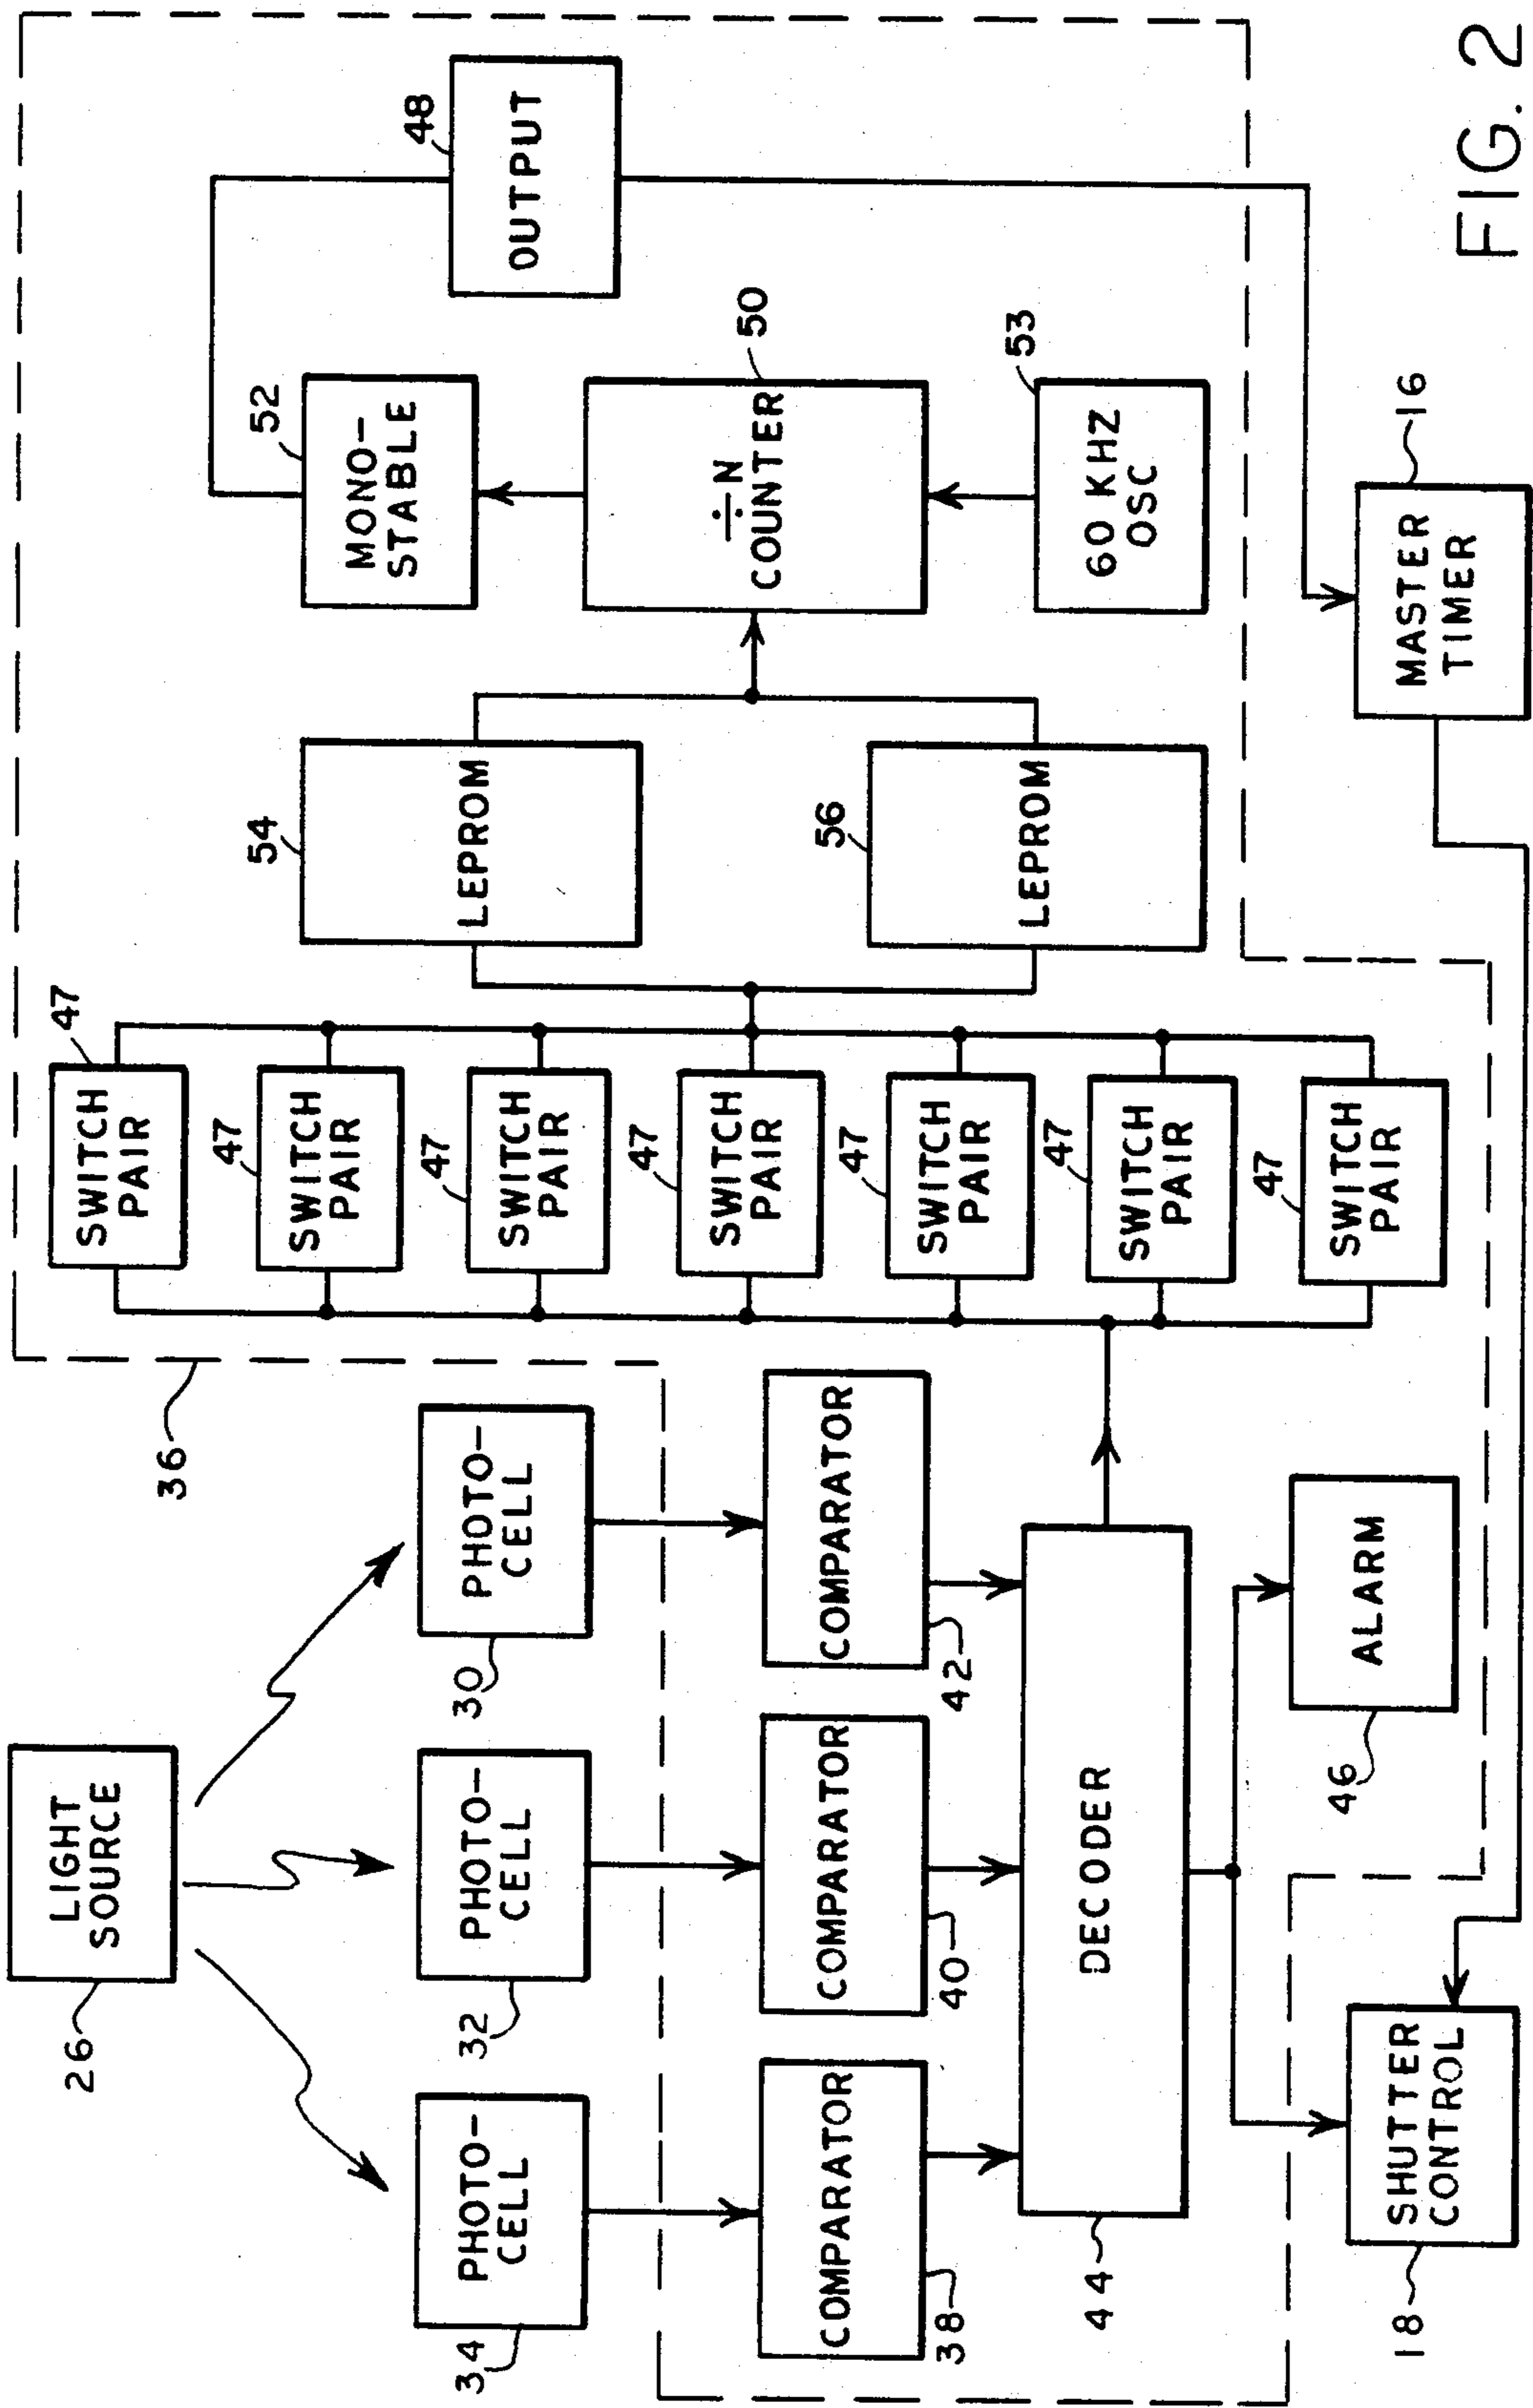 26
LIGHT
SOURCE
34
PHOTO-
CELL
32
PHOTO-
CELL
30
PHOTO-
CELL
36
38
COMPARATOR
40
COMPARATOR
42
COMPARATOR
44
DECODER
46
ALARM
18
SHUTTER
CONTROL
47
SWITCH
PAIR
47
SWITCH
PAIR
47
SWITCH
PAIR
47
SWITCH
PAIR
47
SWITCH
PAIR
47
SWITCH
PAIR
47
SWITCH
PAIR
54
LEPROM
56
LEPROM
52
MONO-
STABLE
50
÷N
COUNTER
53
60 KHZ
OSC
48
OUTPUT
16
MASTER
TIMER
FIG. 2